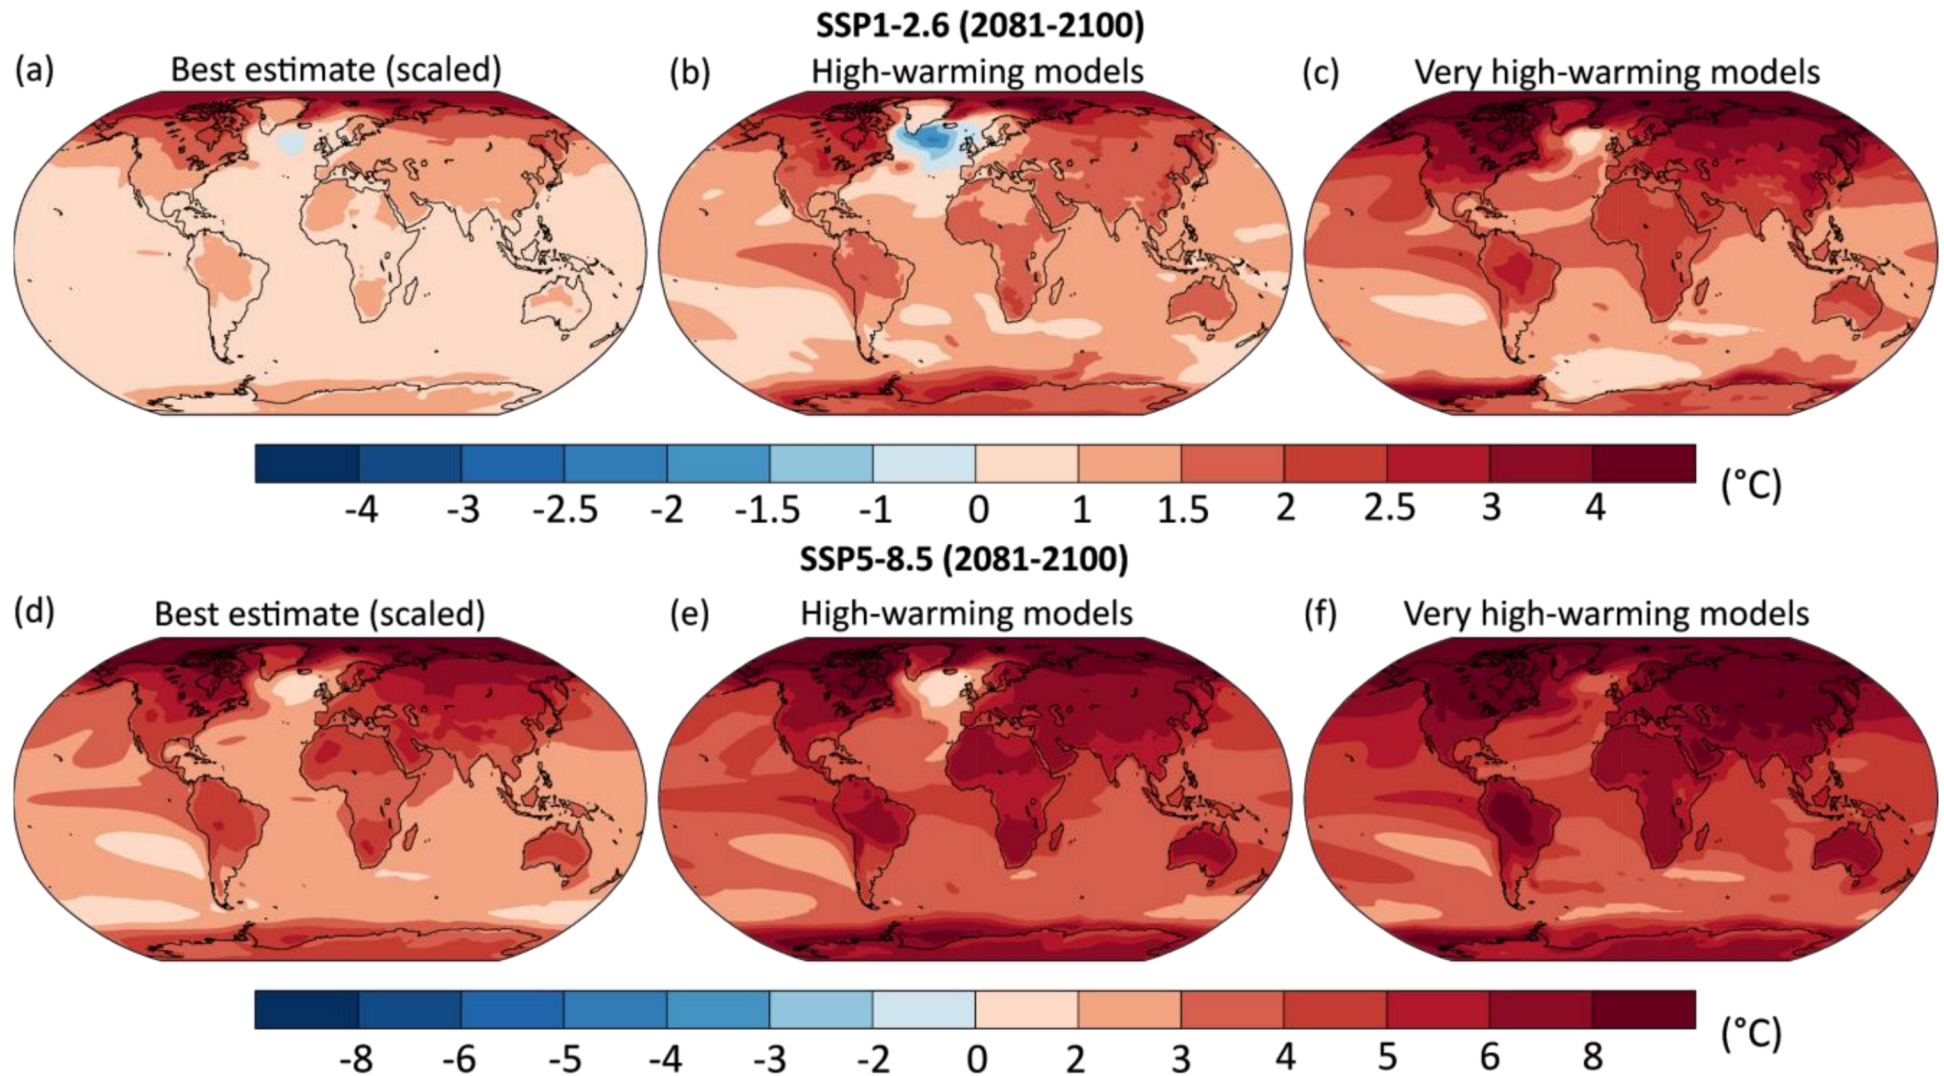 SSP1-2.6 (2081-2100)
(a) Best estimate (scaled) (b) High-warming models (c) Very high-warming models
-4 -3 -2.5 -2 -1.5 -1 0 1 1.5 2 2.5 3 4 (°C)
SSP5-8.5 (2081-2100)
(d) Best estimate (scaled) (e) High-warming models (f) Very high-warming models
-8 -6 -5 -4 -3 -2 0 2 3 4 5 6 8 (°C)